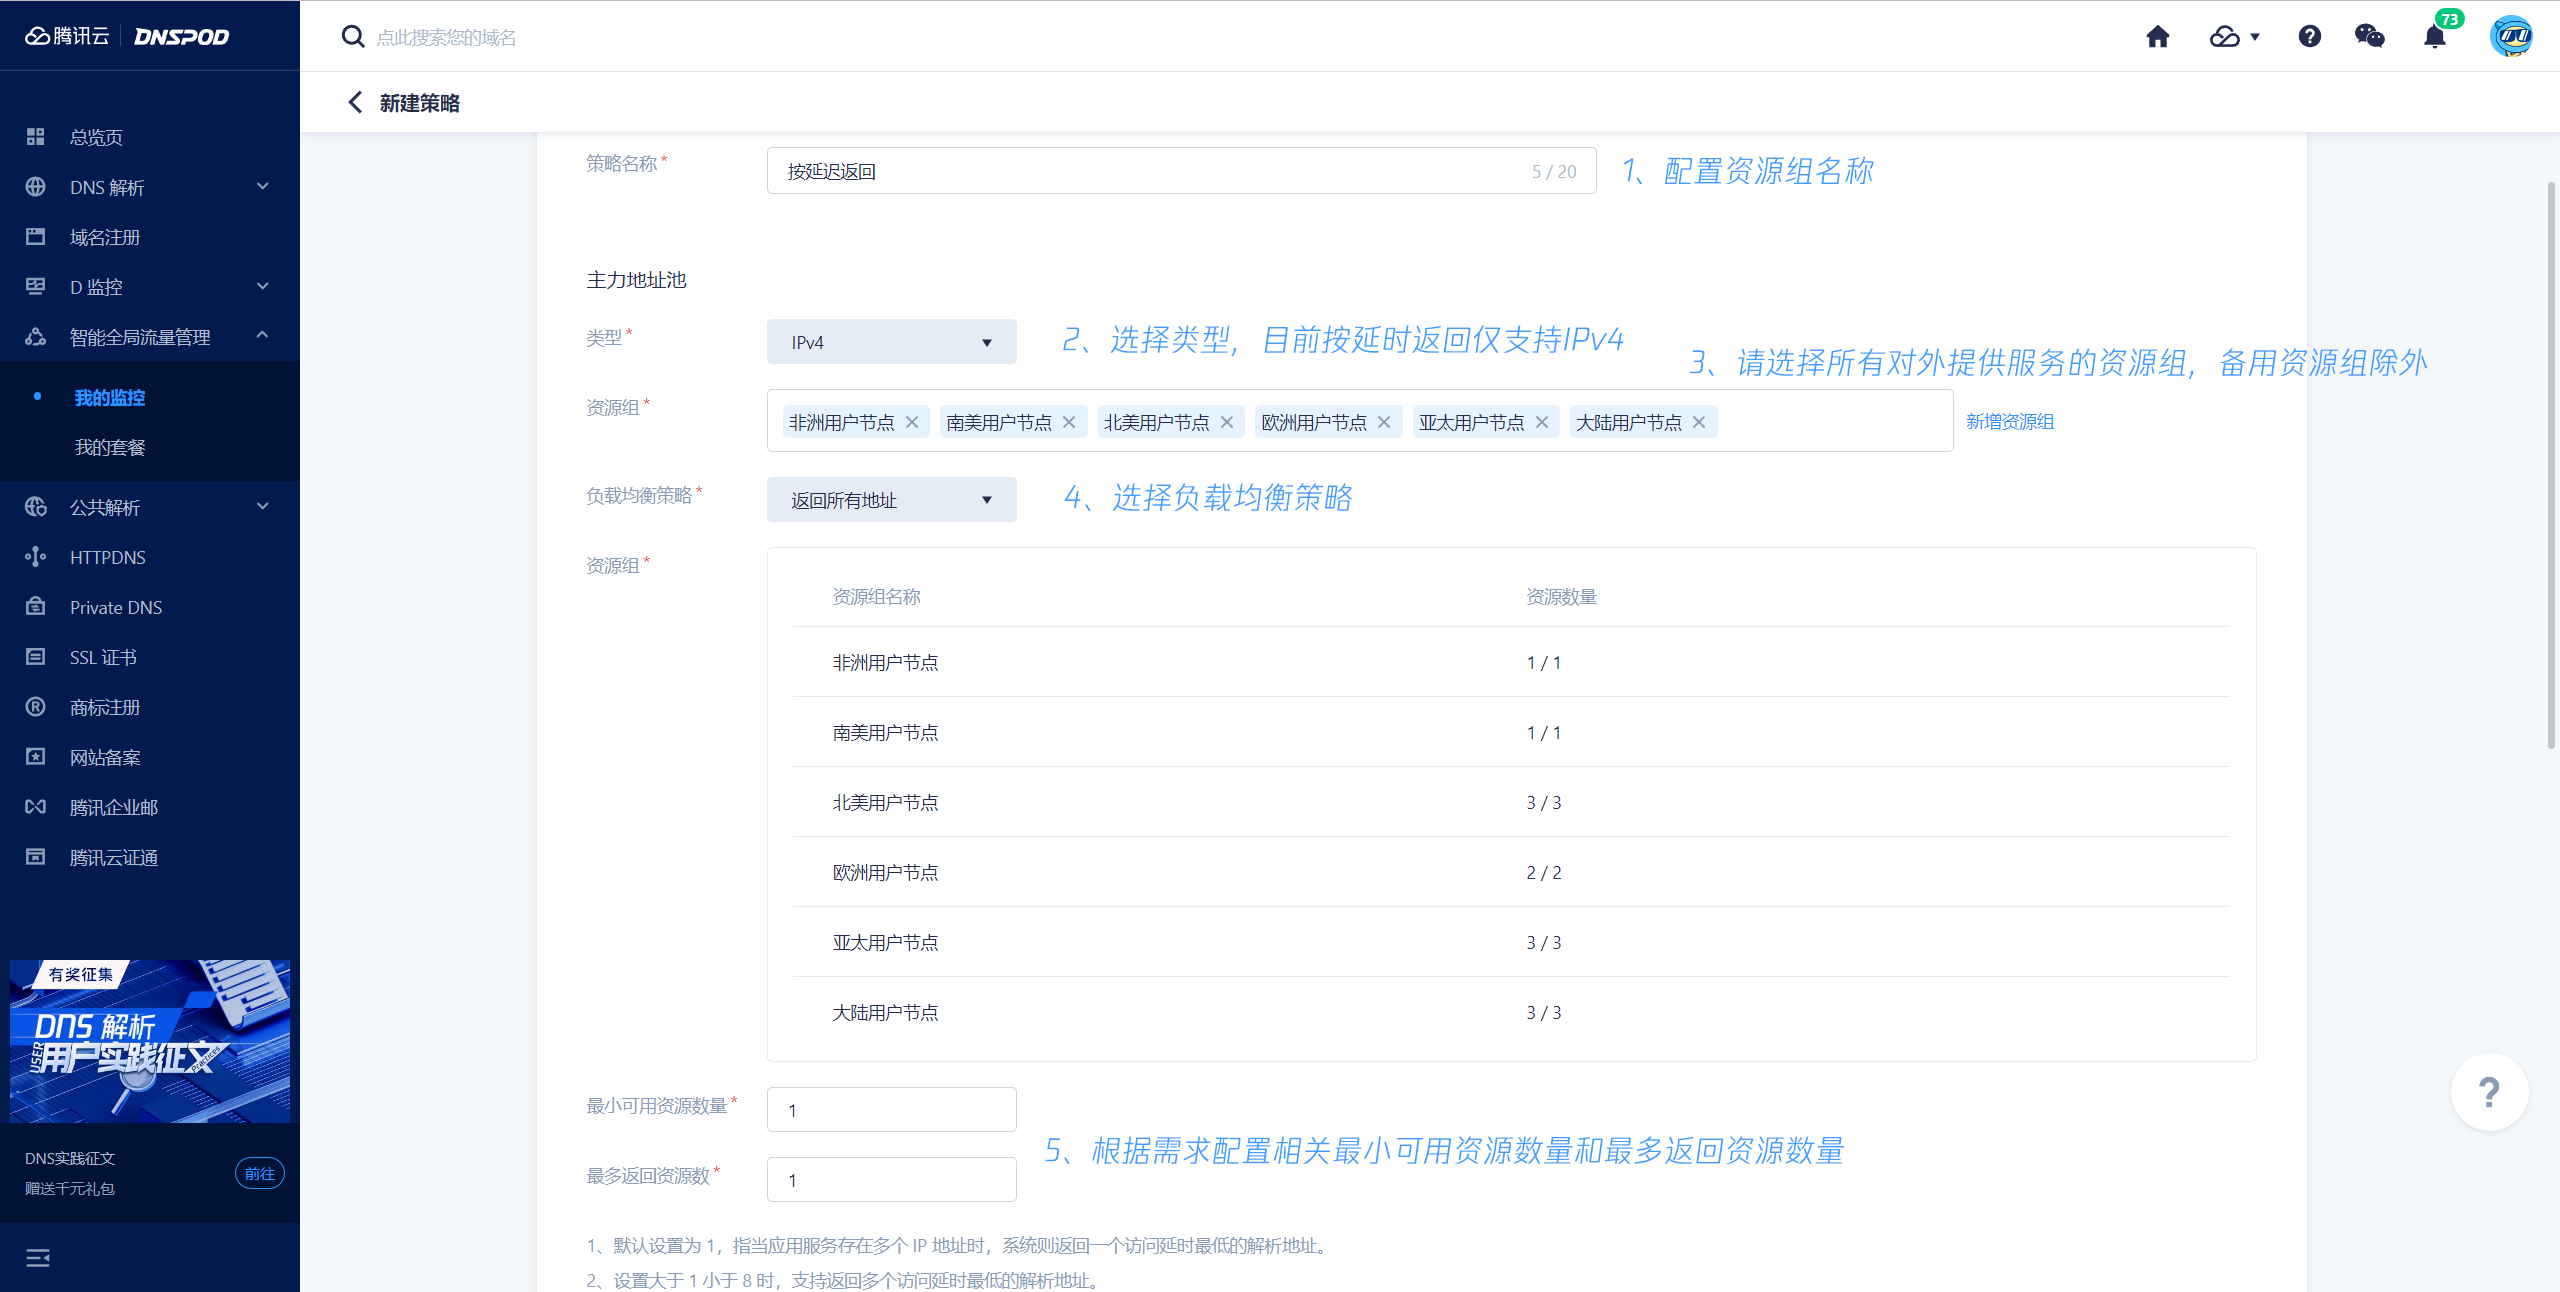 腾讯云 DNSPOD
点此搜索您的域名
73
新建策略
总览页
DNS 解析
域名注册
D 监控
智能全局流量管理
我的监控
我的套餐
公共解析
HTTPDNS
Private DNS
SSL 证书
商标注册
网站备案
腾讯企业邮
腾讯云证通
有奖征集
DNS 解析
用户实践征文
USER
Practices
DNS实践征文
赠送千元礼包
前往
策略名称* 按延迟返回 5 / 20 1、配置资源组名称
主力地址池
类型* IPv4 2、选择类型，目前按延时返回仅支持IPv4
3、请选择所有对外提供服务的资源组，备用资源组除外
资源组* 非洲用户节点 南美用户节点 北美用户节点 欧洲用户节点 亚太用户节点 大陆用户节点 新增资源组
负载均衡策略* 返回所有地址 4、选择负载均衡策略
资源组*
资源组名称 资源数量
非洲用户节点 1 / 1
南美用户节点 1 / 1
北美用户节点 3 / 3
欧洲用户节点 2 / 2
亚太用户节点 3 / 3
大陆用户节点 3 / 3
最小可用资源数量* 1
5、根据需求配置相关最小可用资源数量和最多返回资源数量
最多返回资源数* 1
1、默认设置为 1，指当应用服务存在多个 IP 地址时，系统则返回一个访问延时最低的解析地址。
2、设置大于 1 小于 8 时，支持返回多个访问延时最低的解析地址。